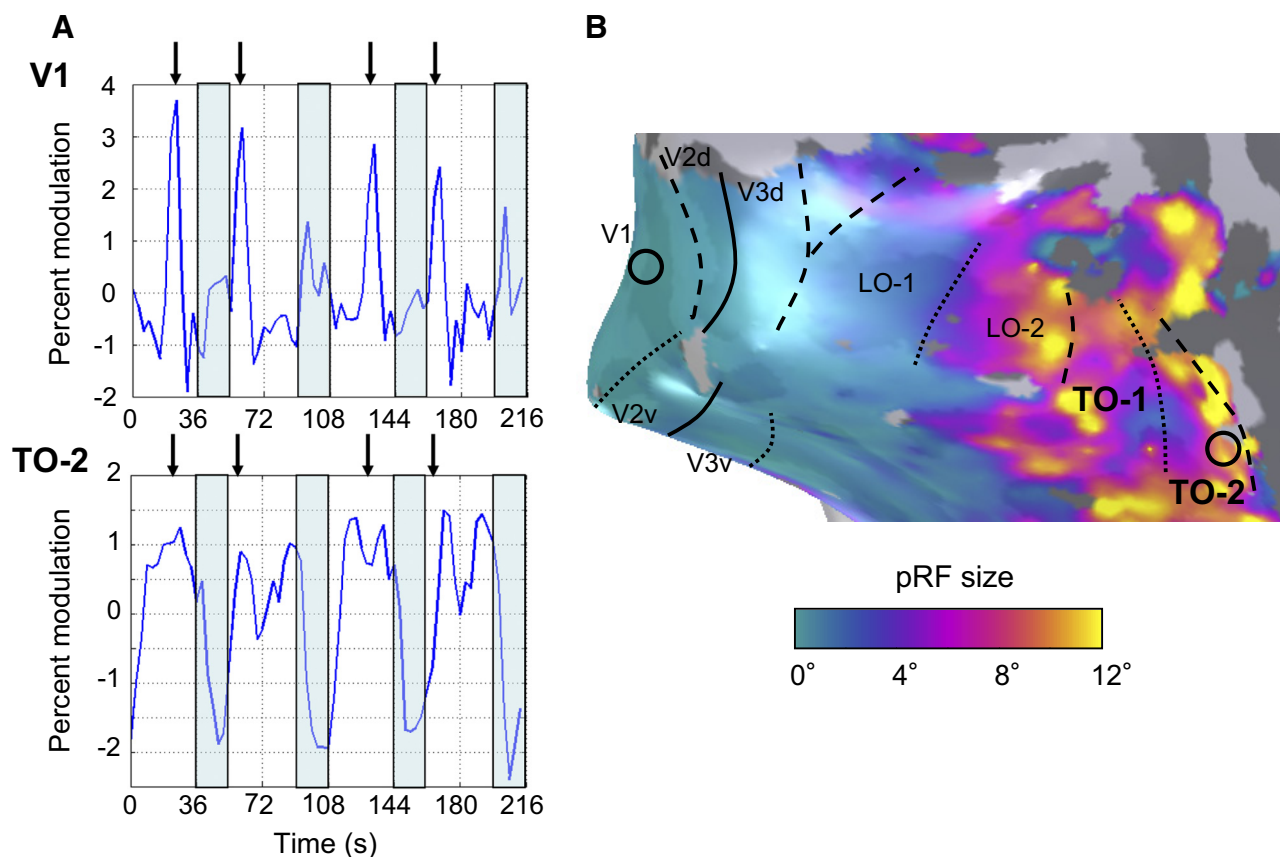 A
V1
Percent modulation
4
3
2
1
0
-1
-2
0 36 72 108 144 180 216
TO-2
Percent modulation
2
1
0
-1
-2
0 36 72 108 144 180 216
Time (s)
B
V2d
V3d
V1
LO-1
LO-2
TO-1
V2v
V3v
TO-2
pRF size
0° 4° 8° 12°